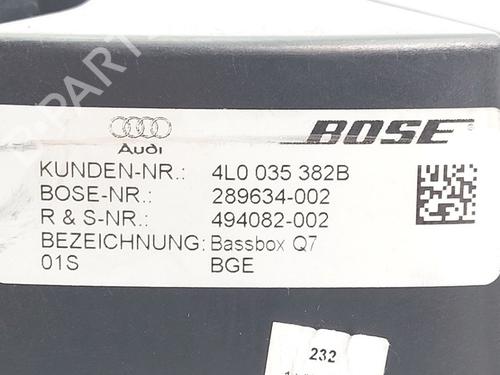 Audi BOSE
KUNDEN-NR.: 4L0 035 382B
BOSE-NR.: 289634-002
R & S-NR.: 494082-002
BEZEICHNUNG: Bassbox Q7
01S BGE
232